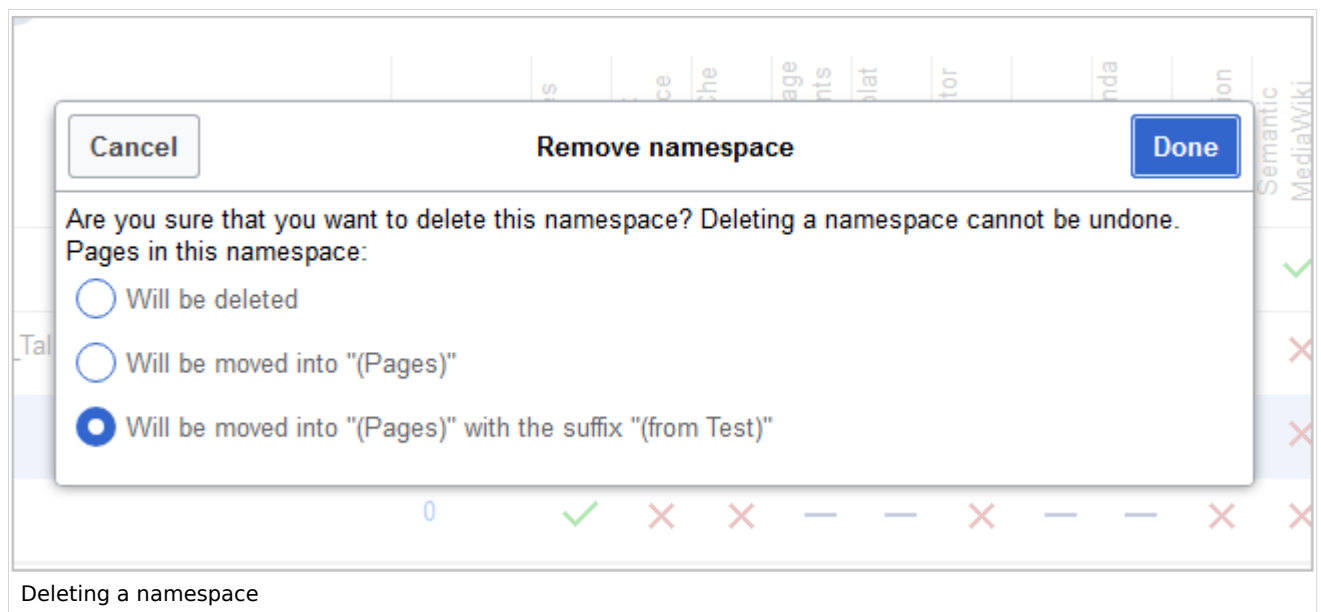 Semantic
MediaWiki
Cancel
Remove namespace
Done
Are you sure that you want to delete this namespace? Deleting a namespace cannot be undone.
Pages in this namespace:
Will be deleted
Will be moved into "(Pages)"
Will be moved into "(Pages)" with the suffix "(from Test)"
0
Deleting a namespace